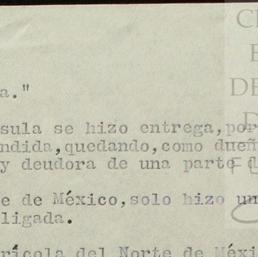 a."
sula se hizo entrega, por
ndida, quedando, como dueñ
y deudora de una parte d
e de México, solo hizo un
ligada.
rícola del Norte de Méxi